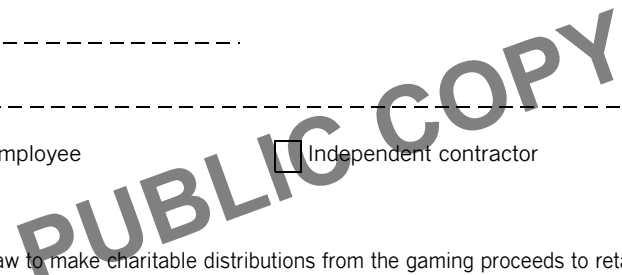 mployee Independent contractor
aw to make charitable distributions from the gaming proceeds to reta
PUBLIC COPY